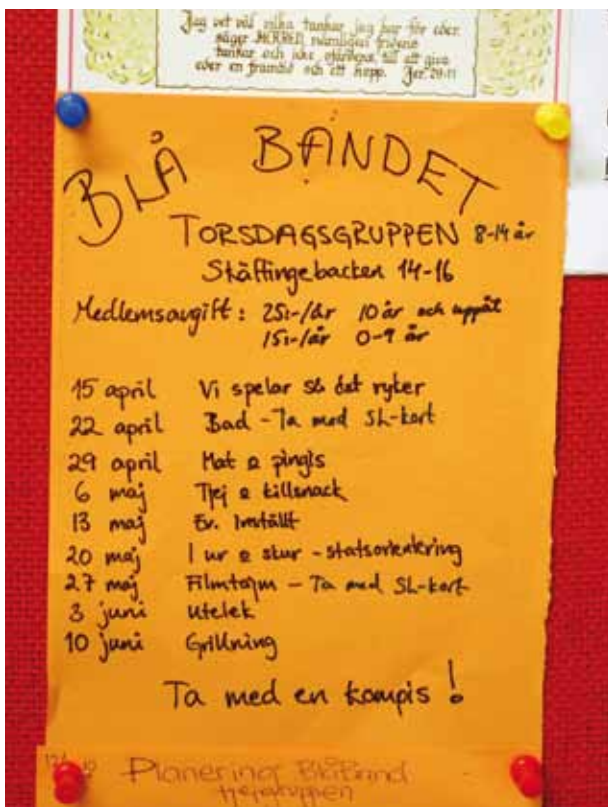 Jag vet väl vilka tankar jag har för eder,
säger HERREN, nämligen fridens
tankar och icke ofärdens, till att giva
eder en framtid och ett hopp. Jer. 29:11
BLÅ BANDET
TORSDAGSGRUPPEN 8-14 år
Skäftingebacken 14-16
Medlemsavgift: 25:-/år 10 år och uppåt
15:-/år 0-9 år
15 april Vi spelar så det ryker
22 april Bad - Ta med SL-kort
29 april Mat o pingis
6 maj Tjej o killsnack
13 maj Ev. Inställt
20 maj I ur o skur - statsorientering
27 maj Filmtajm - Ta med SL-kort
3 juni Utelek
10 juni Grillning
Ta med en kompis!
Planering Blåband
tjejgruppen